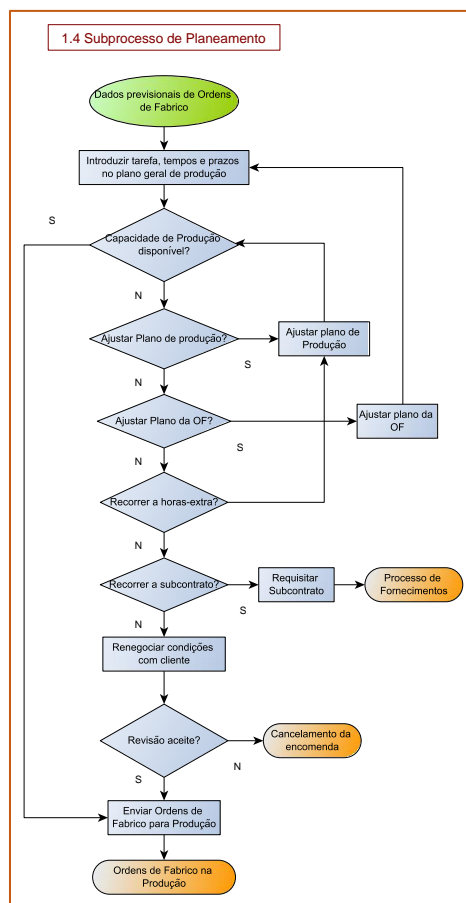 1.4 Subprocesso de Planeamento
Dados previsionais de Ordens
de Fabrico
Introduzir tarefa, tempos e prazos
no plano geral de produção
S
Capacidade de Produção
disponível?
N
Ajustar Plano de produção?
S
Ajustar plano de
Produção
N
Ajustar Plano da OF?
S
Ajustar plano da
OF
N
Recorrer a horas-extra?
N
Recorrer a subcontrato?
S
Requisitar
Subcontrato
Processo de
Fornecimentos
N
Renegociar condições
com cliente
Revisão aceite?
N
Cancelamento da
encomenda
S
Enviar Ordens de
Fabrico para Produção
Ordens de Fabrico na
Produção